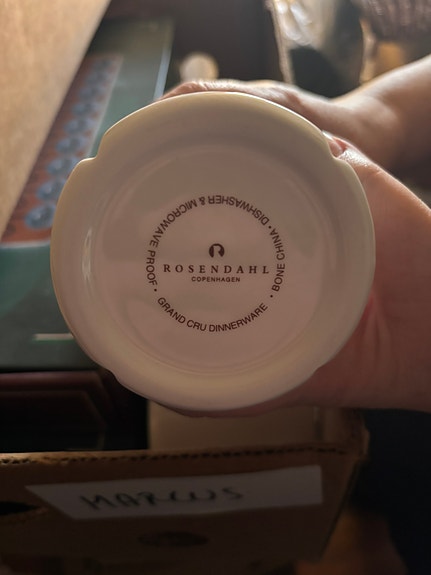 ROSENDAHL
COPENHAGEN
GRAND CRU DINNERWARE • BONE CHINA • DISHWASHER & MICROWAVE PROOF •
MARCUS